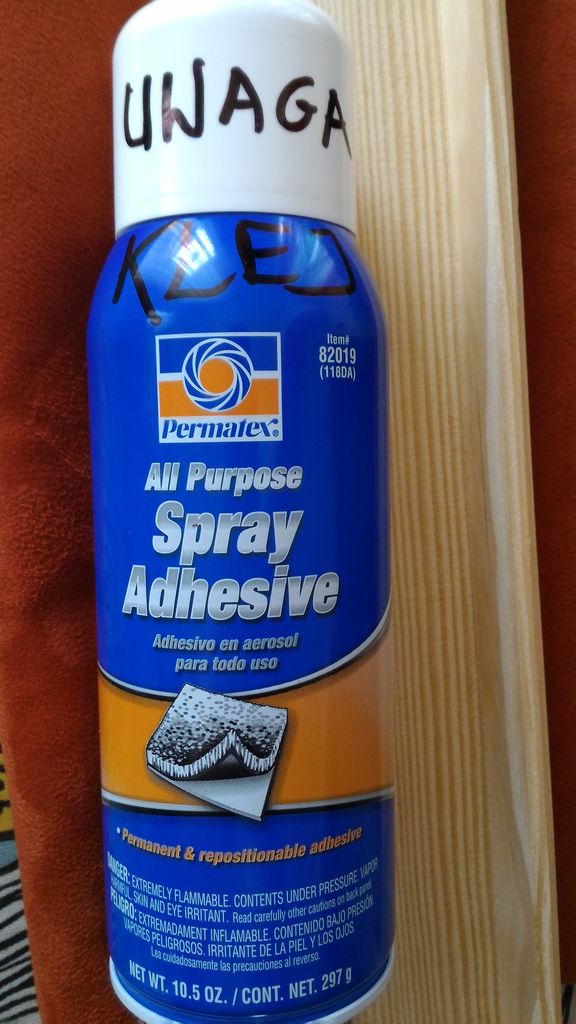 UWAGA
KLEJ
Item#
82019
(118DA)
Permatex®
All Purpose
Spray
Adhesive
Adhesivo en aerosol
para todo uso
• Permanent & repositionable adhesive
DANGER: EXTREMELY FLAMMABLE. CONTENTS UNDER PRESSURE. VAPOR
HARMFUL. SKIN AND EYE IRRITANT. Read carefully other cautions on back panel.
PELIGRO: EXTREMADAMENT INFLAMABLE. CONTENIDO BAJO PRESIÓN.
VAPORES PELIGROSOS. IRRITANTE DE LA PIEL Y LOS OJOS.
Lea cuidadosamente las precauciones al reverso.
NET WT. 10.5 OZ. / CONT. NET. 297 g